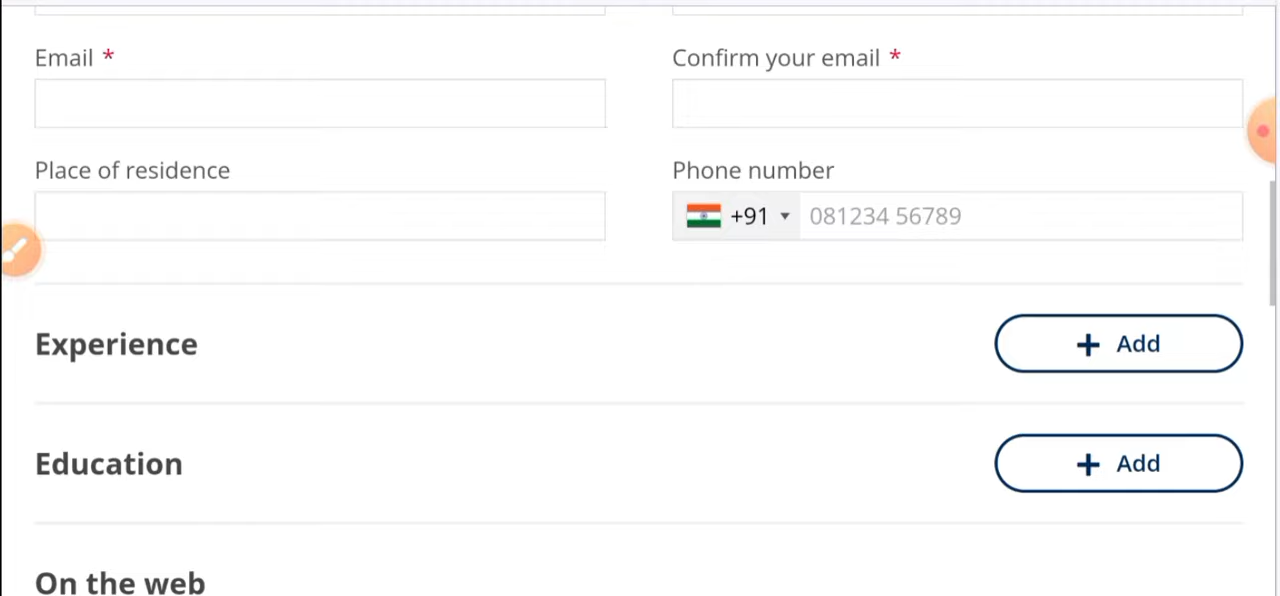 Email * Confirm your email *
Place of residence Phone number
+91 081234 56789
Experience + Add
Education + Add
On the web